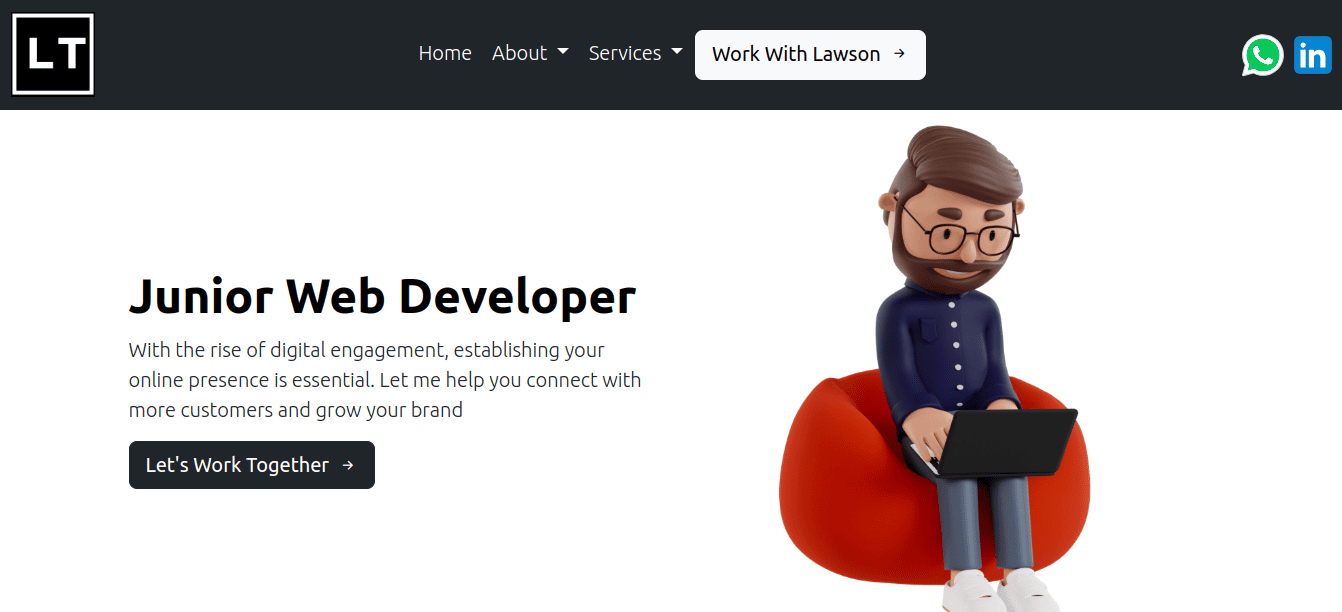 LT
Home About Services Work With Lawson →
in
Junior Web Developer
With the rise of digital engagement, establishing your
online presence is essential. Let me help you connect with
more customers and grow your brand
Let's Work Together →